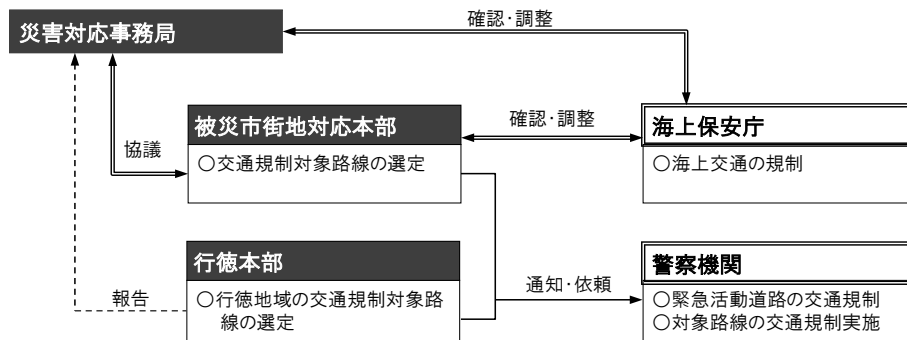 確認・調整
災害対応事務局
被災市街地対応本部
確認・調整
海上保安庁
協議
○交通規制対象路線の選定
○海上交通の規制
行徳本部
警察機関
通知・依頼
報告
○行徳地域の交通規制対象路
線の選定
○緊急活動道路の交通規制
○対象路線の交通規制実施